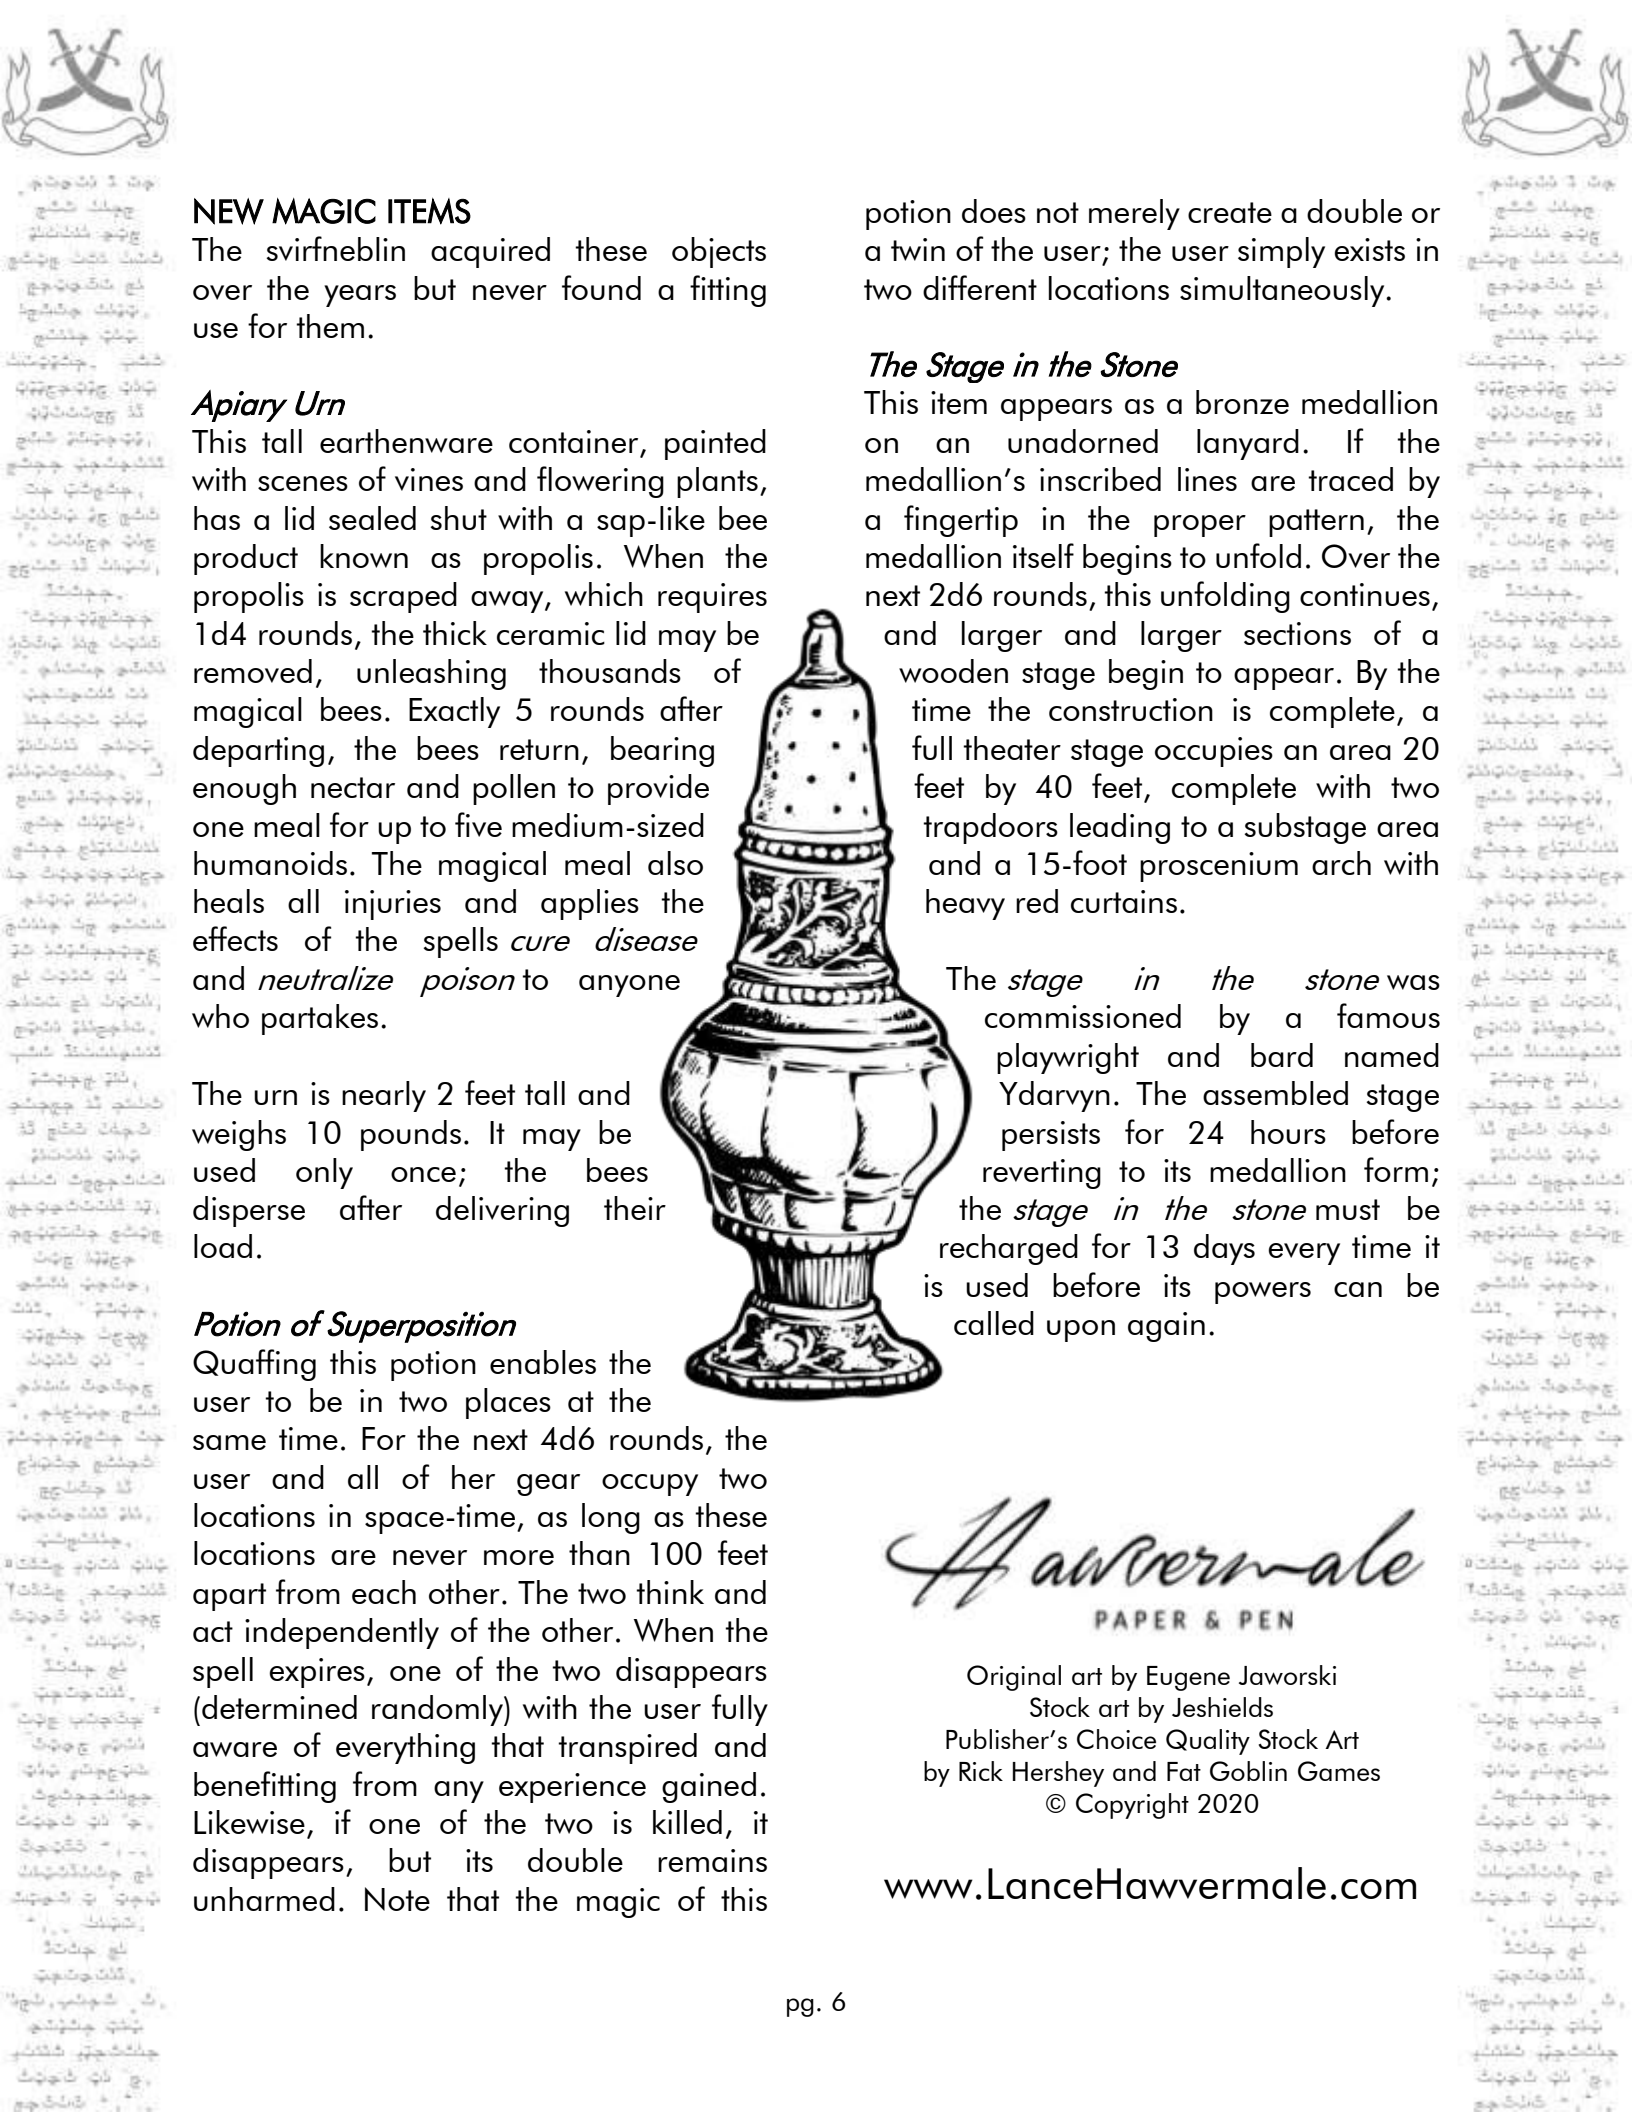 NEW MAGIC ITEMS
The svirfneblin acquired these objects
over the years but never found a fitting
use for them.
Apiary Urn
This tall earthenware container, painted
with scenes of vines and flowering plants,
has a lid sealed shut with a sap-like bee
product known as propolis. When the
propolis is scraped away, which requires
1d4 rounds, the thick ceramic lid may be
removed, unleashing thousands of
magical bees. Exactly 5 rounds after
departing, the bees return, bearing
enough nectar and pollen to provide
one meal for up to five medium-sized
humanoids. The magical meal also
heals all injuries and applies the
effects of the spells cure disease
and neutralize poison to anyone
who partakes.
The urn is nearly 2 feet tall and
weighs 10 pounds. It may be
used only once; the bees
disperse after delivering their
load.
Potion of Superposition
Quaffing this potion enables the
user to be in two places at the
same time. For the next 4d6 rounds, the
user and all of her gear occupy two
locations in space-time, as long as these
locations are never more than 100 feet
apart from each other. The two think and
act independently of the other. When the
spell expires, one of the two disappears
(determined randomly) with the user fully
aware of everything that transpired and
benefitting from any experience gained.
Likewise, if one of the two is killed, it
disappears, but its double remains
unharmed. Note that the magic of this
potion does not merely create a double or
a twin of the user; the user simply exists in
two different locations simultaneously.
The Stage in the Stone
This item appears as a bronze medallion
on an unadorned lanyard. If the
medallion's inscribed lines are traced by
a fingertip in the proper pattern, the
medallion itself begins to unfold. Over the
next 2d6 rounds, this unfolding continues,
and larger and larger sections of a
wooden stage begin to appear. By the
time the construction is complete, a
full theater stage occupies an area 20
feet by 40 feet, complete with two
trapdoors leading to a substage area
and a 15-foot proscenium arch with
heavy red curtains.
The stage in the stone was
commissioned by a famous
playwright and bard named
Ydarvyn. The assembled stage
persists for 24 hours before
reverting to its medallion form;
the stage in the stone must be
recharged for 13 days every time it
is used before its powers can be
called upon again.
Hawvermale
PAPER & PEN
Original art by Eugene Jaworski
Stock art by Jeshields
Publisher's Choice Quality Stock Art
by Rick Hershey and Fat Goblin Games
© Copyright 2020
www.LanceHawvermale.com
pg. 6